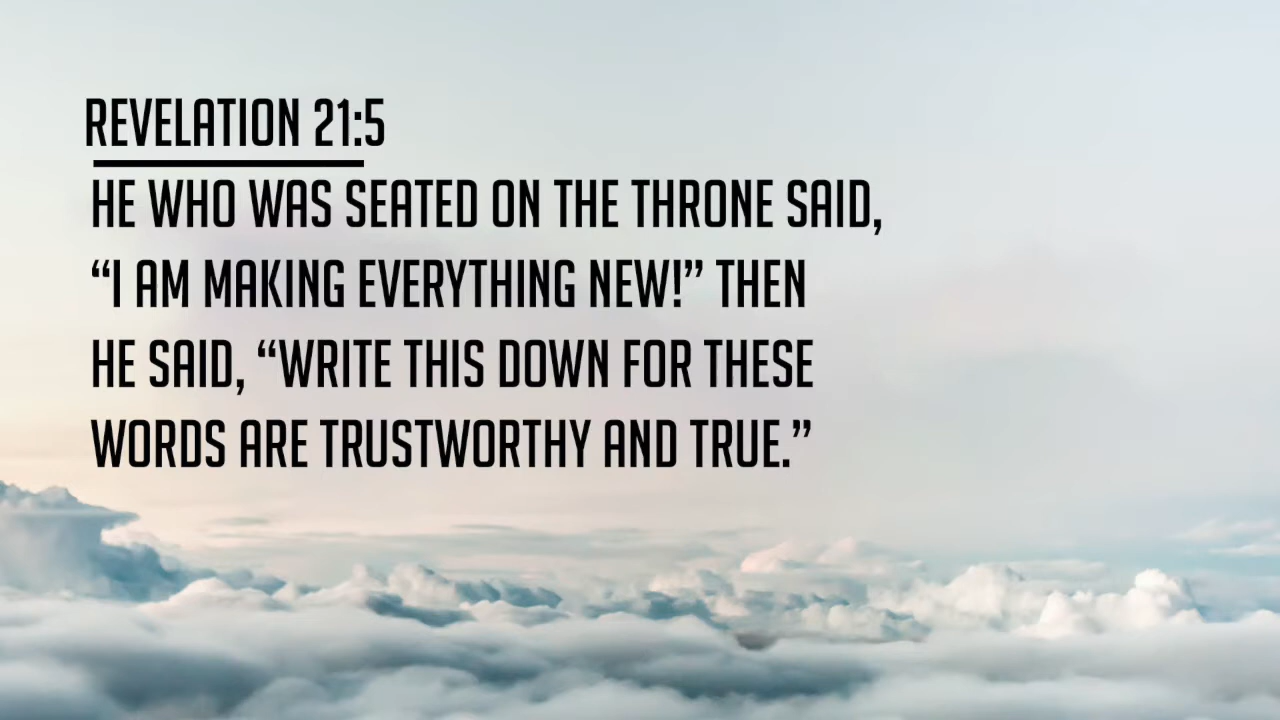 REVELATION 21:5
HE WHO WAS SEATED ON THE THRONE SAID,
“I AM MAKING EVERYTHING NEW!” THEN
HE SAID, “WRITE THIS DOWN FOR THESE
WORDS ARE TRUSTWORTHY AND TRUE.”